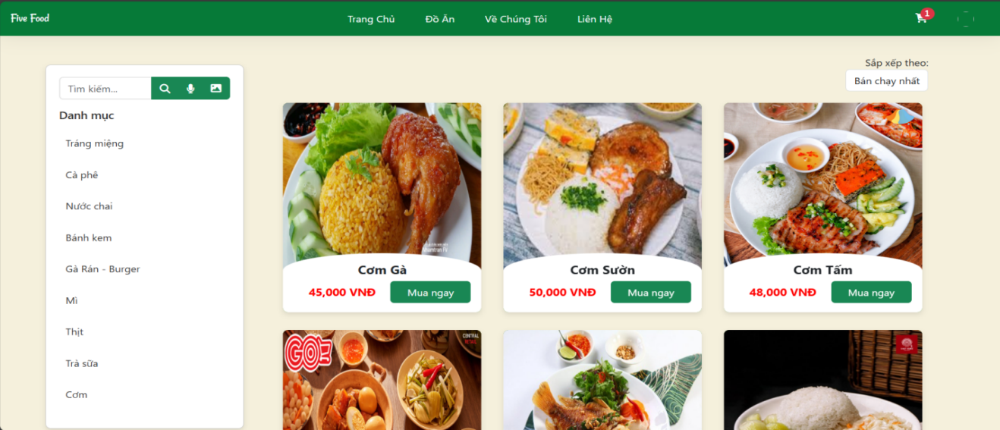 Five Food
Trang Chủ
Đồ Ăn
Về Chúng Tôi
Liên Hệ
1
Tìm kiếm...
Danh mục
Tráng miệng
Cà phê
Nước chai
Bánh kem
Gà Rán - Burger
Mì
Thịt
Trà sữa
Cơm
Sắp xếp theo:
Bán chạy nhất
Cơm Gà
45,000 VNĐ
Mua ngay
Cơm Sườn
50,000 VNĐ
Mua ngay
Cơm Tấm
48,000 VNĐ
Mua ngay
GO!
CENTRAL
RETAIL